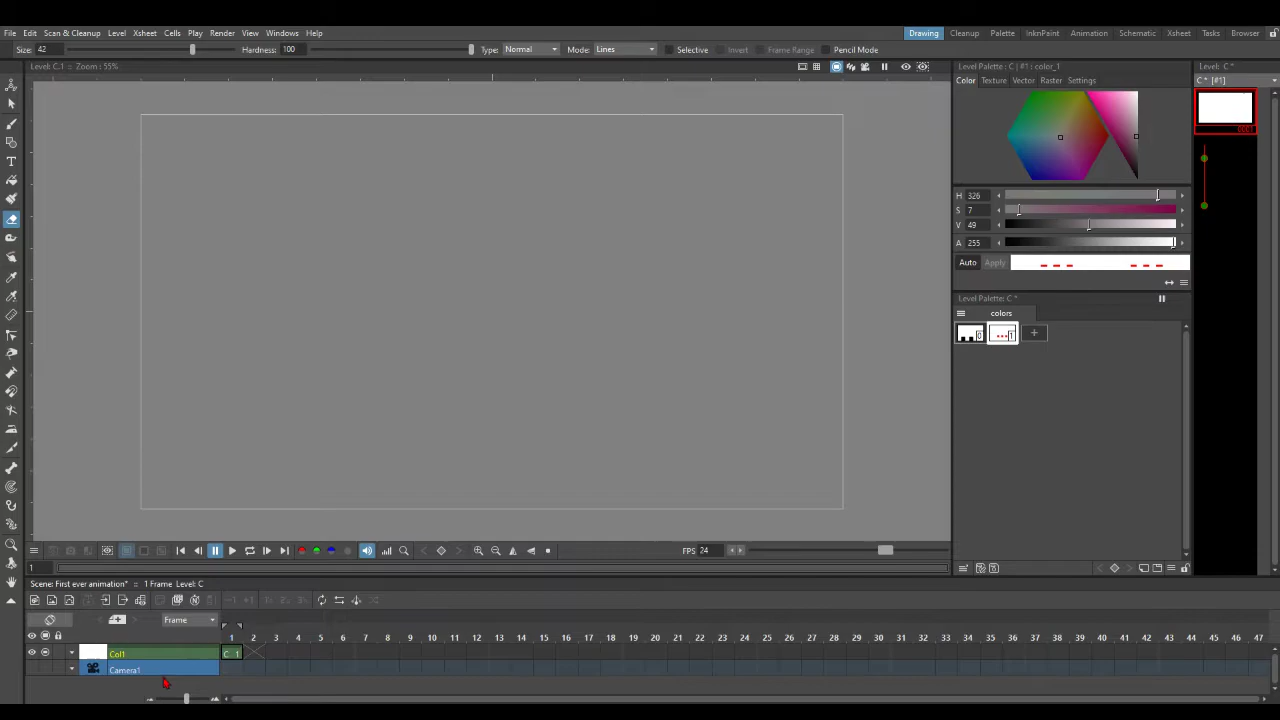 File Edit Scan & Cleanup Level Xsheet Cells Play Render View Windows Help
Drawing Cleanup Palette InknPaint Animation Schematic Xsheet Tasks Browser
Size: 42 Hardness: 100 Type: Normal Mode: Lines Selective Invert Frame Range Pencil Mode
Level: C.1 :: Zoom : 55%
Level Palette: C | #1 : color_1
Level: C *
Color Texture Vector Raster Settings
C * [#1]
0001
H 326
S 7
V 49
A 255
Auto Apply
Level Palette: C *
colors
0 1 +
FPS 24
1
Scene: First ever animation* :: 1 Frame Level: C
Frame
1 2 3 4 5 6 7 8 9 10 11 12 13 14 15 16 17 18 19 20 21 22 23 24 25 26 27 28 29 30 31 32 33 34 35 36 37 38 39 40 41 42 43 44 45 46 47
Col1 C 1
Camera1